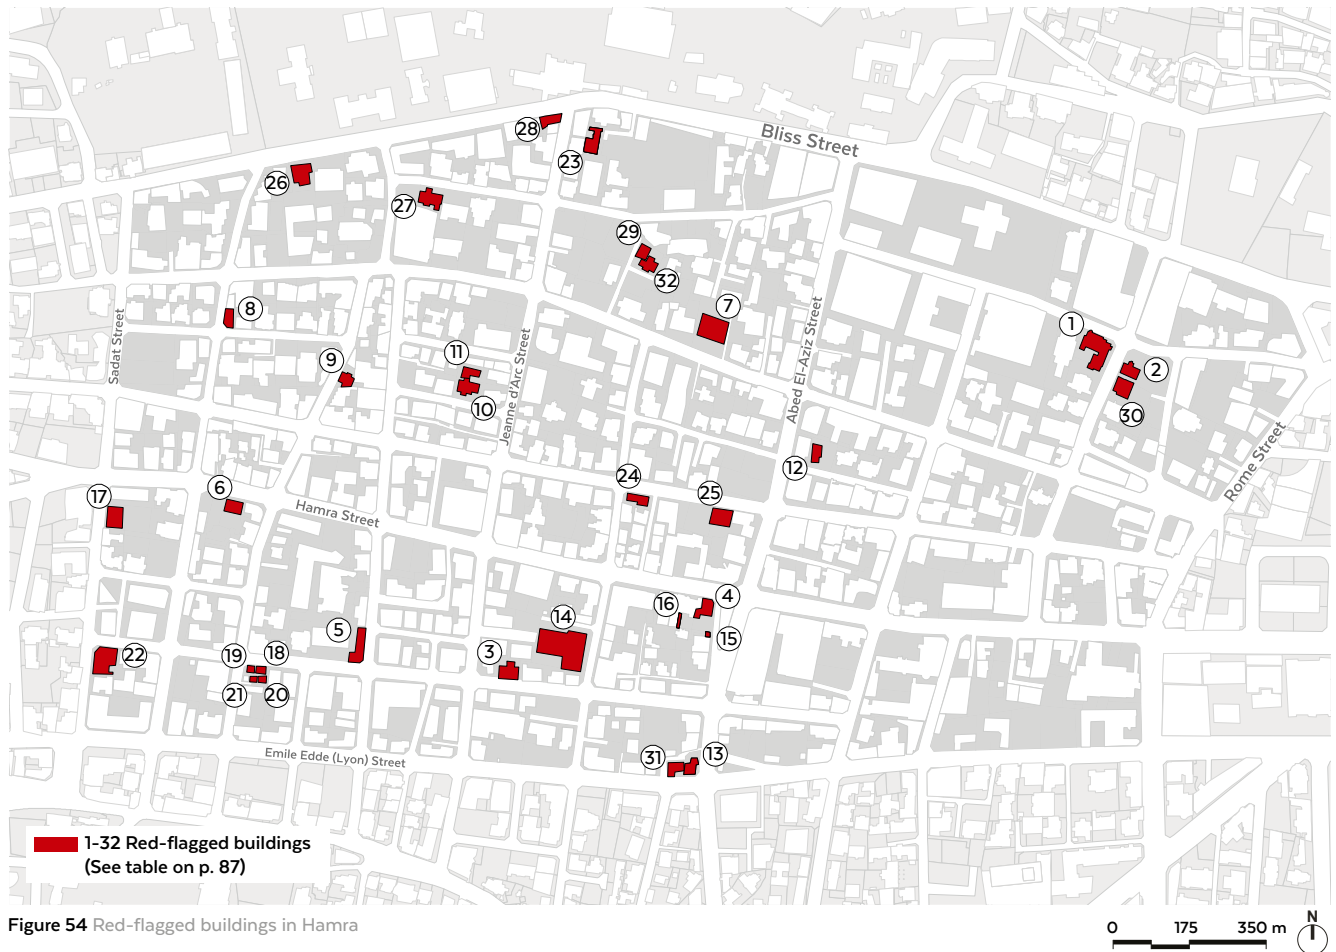 28
Bliss Street
23
26
27
29
32
8
7
1
Sadat Street
9
11
Jeanne d'Arc Street
Abed El-Aziz Street
2
10
30
12
Rome Street
17
6
24
25
Hamra Street
16
4
5
14
15
22
19
18
3
21
20
Emile Edde (Lyon) Street
31
13
1-32 Red-flagged buildings
(See table on p. 87)
Figure 54 Red-flagged buildings in Hamra
0 175 350 m
N